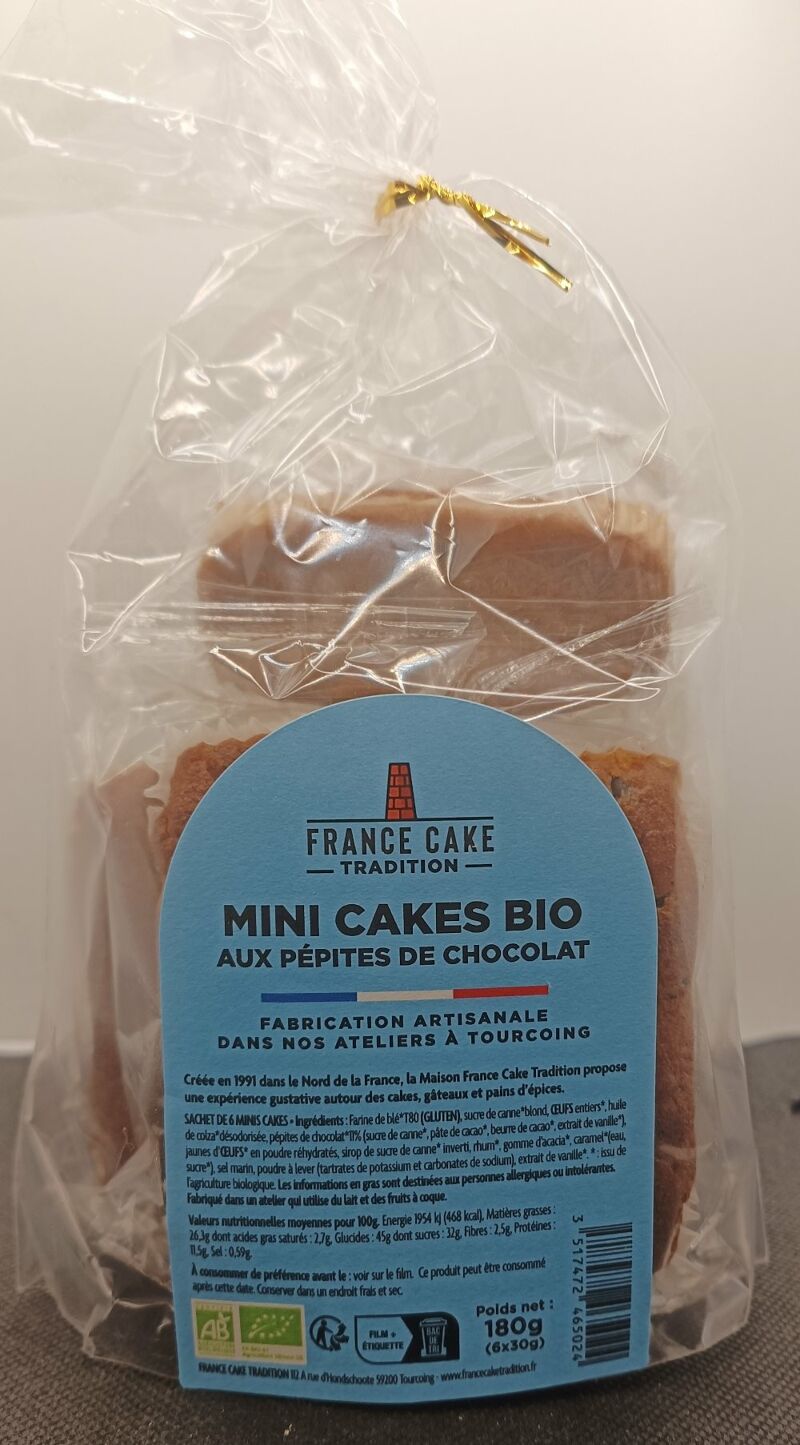 FRANCE CAKE
TRADITION
MINI CAKES BIO
AUX PÉPITES DE CHOCOLAT
FABRICATION ARTISANALE
DANS NOS ATELIERS À TOURCOING
Créée en 1991 dans le Nord de la France, la Maison France Cake Tradition propose
une expérience gustative autour des cakes, gâteaux et pains d'épices.
SACHET DE 6 MINIS CAKES • Ingrédients : Farine de blé*T80 (GLUTEN), sucre de canne*blond, ŒUFS entiers*, huile
de colza*désodorisée, pépites de chocolat*11% (sucre de canne*, pâte de cacao*, beurre de cacao*, extrait de vanille*),
jaunes d'ŒUFS* en poudre réhydratés, sirop de sucre de canne* inverti, rhum*, gomme d'acacia*, caramel*(eau,
sucre*), sel marin, poudre à lever (tartrates de potassium et carbonates de sodium), extrait de vanille*. * : issu de
l'agriculture biologique. Les informations en gras sont destinées aux personnes allergiques ou intolérantes.
Fabriqué dans un atelier qui utilise du lait et des fruits à coque.
Valeurs nutritionnelles moyennes pour 100g. Energie 1954 kj (468 kcal), Matières grasses :
26,3g dont acides gras saturés : 2,7g, Glucides : 45g dont sucres : 32g, Fibres : 2,5g, Protéines :
11,5g, Sel : 0,59g.
À consommer de préférence avant le : voir sur le film. Ce produit peut être consommé
après cette date. Conserver dans un endroit frais et sec.
AB
FILM +
ÉTIQUETTE
BAC
DE
TRI
Poids net :
180g
(6x30g)
3 517472 465024
FRANCE CAKE TRADITION 112 A rue d'Hondschoote 59200 Tourcoing - www.francecaketradition.fr